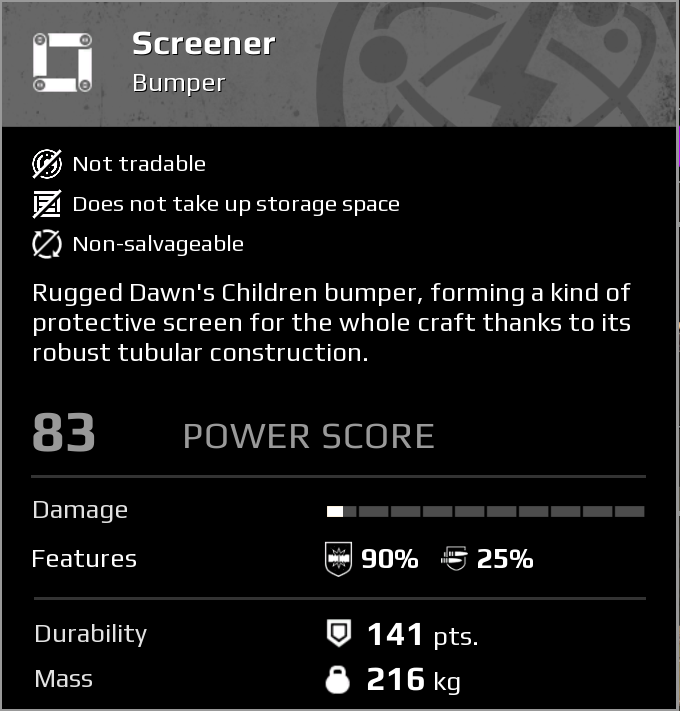 Screener
Bumper
Not tradable
Does not take up storage space
Non-salvageable
Rugged Dawn's Children bumper, forming a kind of
protective screen for the whole craft thanks to its
robust tubular construction.
83 POWER SCORE
Damage
Features 90% 25%
Durability 141 pts.
Mass 216 kg